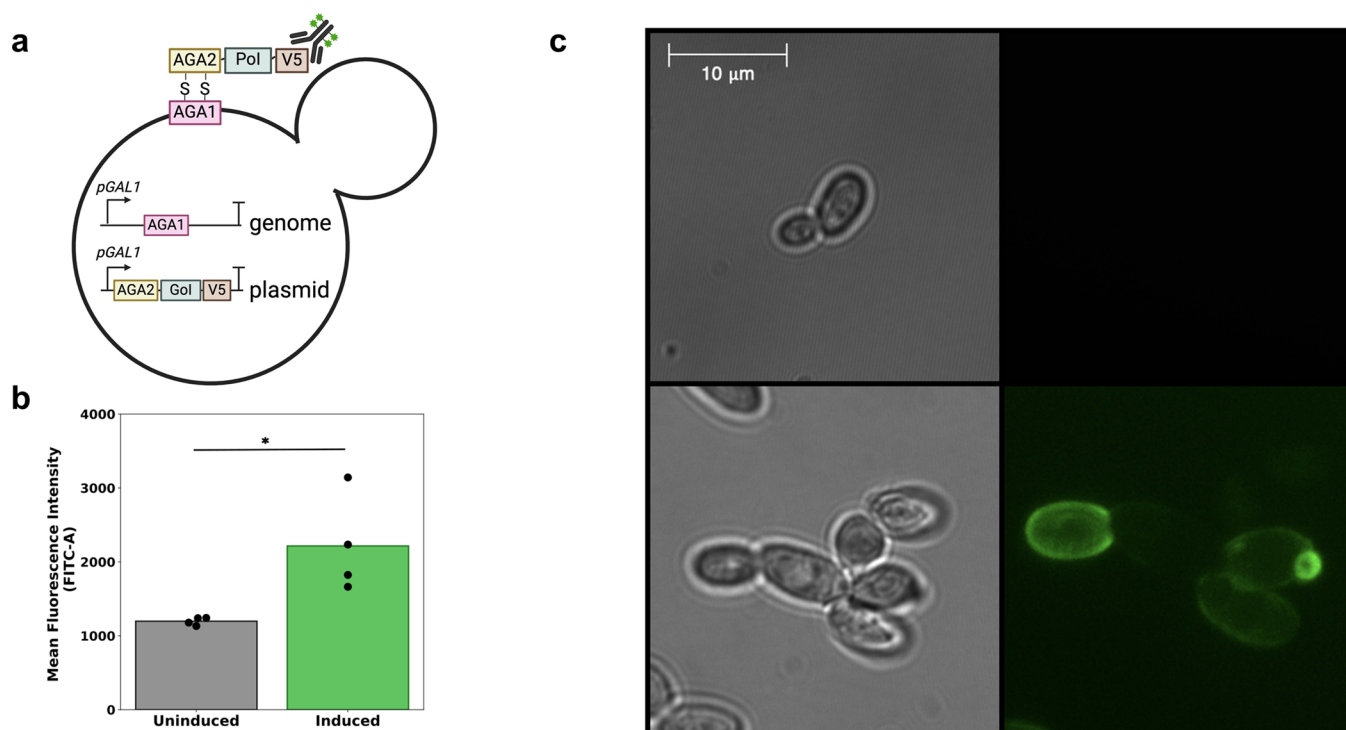 a
AGA2 Pol V5
S S
AGA1
pGAL1
AGA1 genome
pGAL1
AGA2 GoI V5 plasmid
b
4000
3000
2000
1000
0
Mean Fluorescence Intensity
(FITC-A)
*
Uninduced Induced
c
10 μm